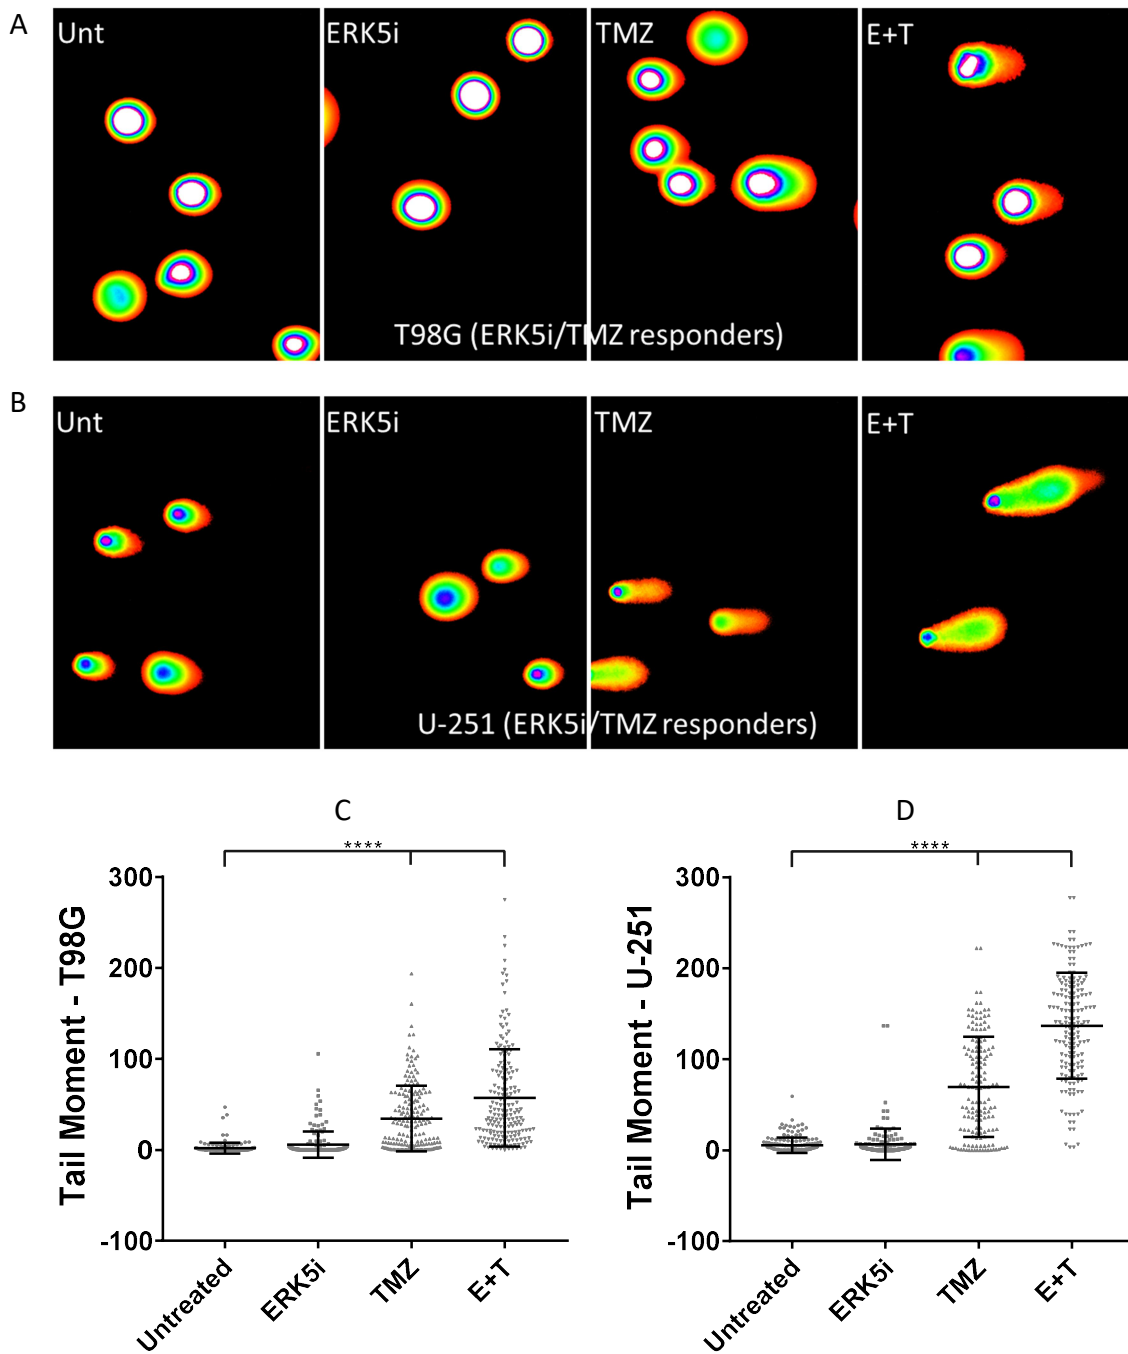 A
Unt ERK5i TMZ E+T
T98G (ERK5i/TMZ responders)
B
Unt ERK5i TMZ E+T
U-251 (ERK5i/TMZ responders)
C
****
Tail Moment - T98G
300
200
100
0
-100
Untreated ERK5i TMZ E+T
D
****
Tail Moment - U-251
300
200
100
0
-100
Untreated ERK5i TMZ E+T